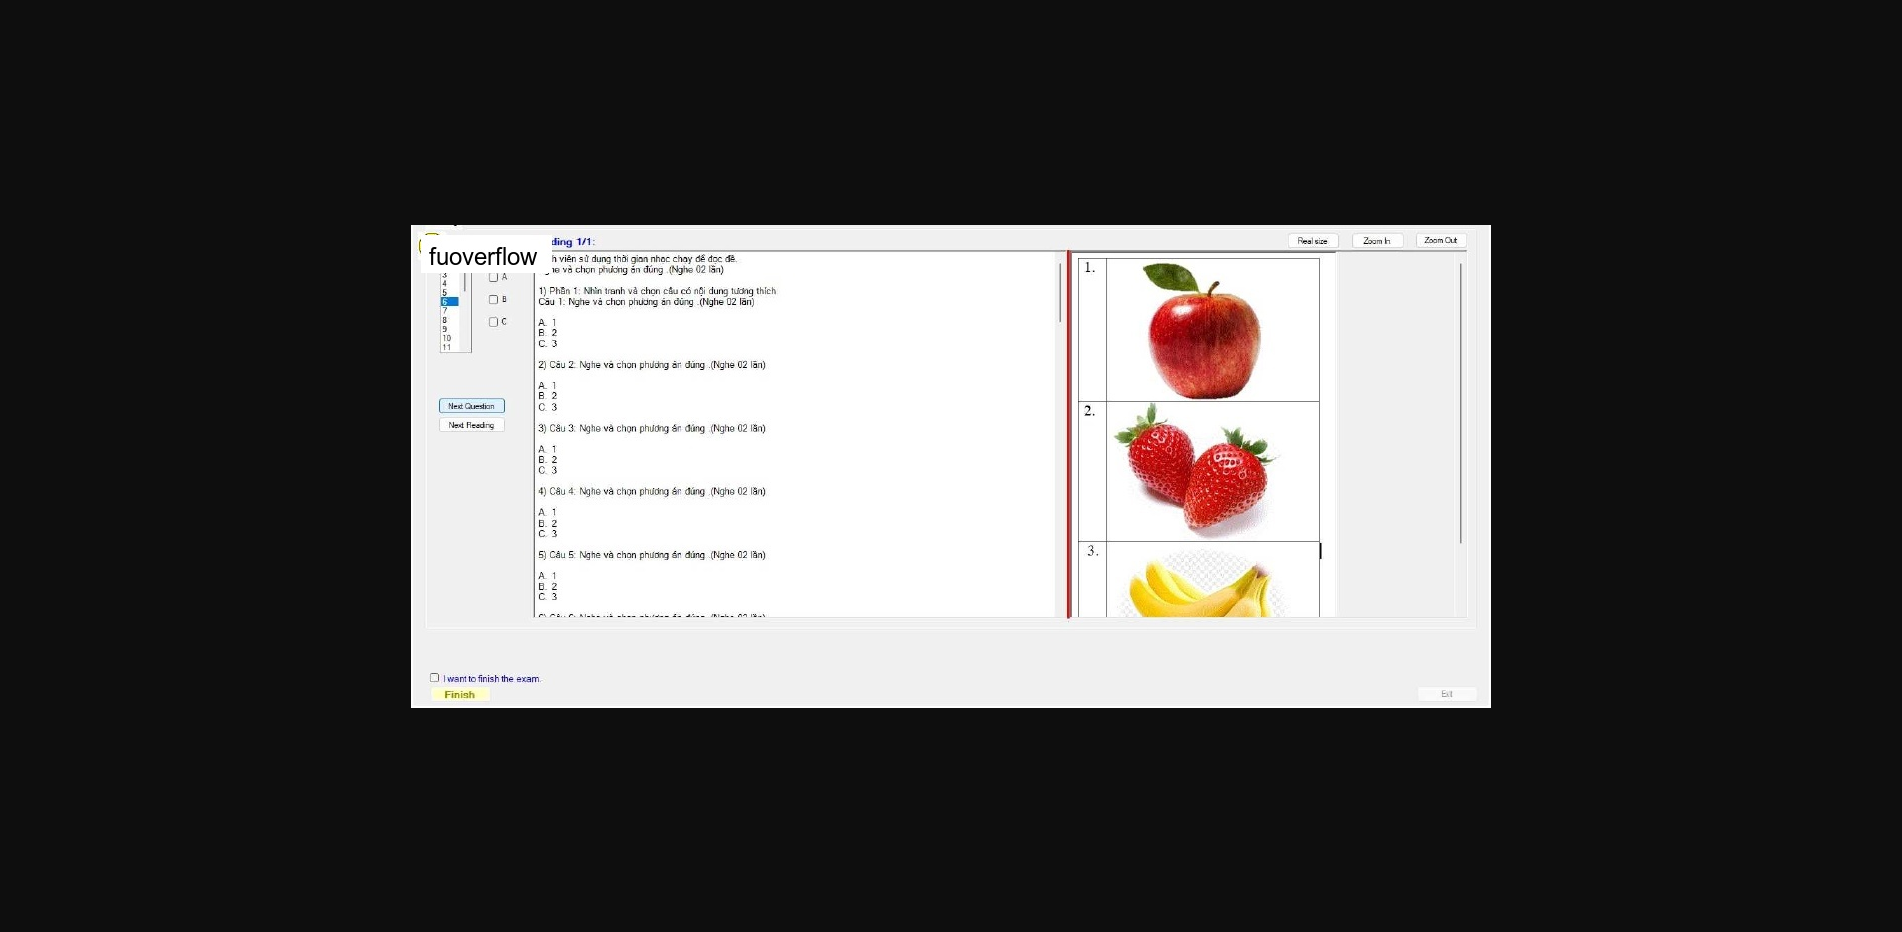 fuoverflow
ding 1/1:
Real size
Zoom In
Zoom Out
h viên sử dụng thời gian nhạc chạy để đọc đề.
và chọn phương án đúng .(Nghe 02 lần)
1) Phần 1: Nhìn tranh và chọn câu có nội dung tương thích
Câu 1: Nghe và chọn phương án đúng .(Nghe 02 lần)
A. 1
B. 2
C. 3
2) Câu 2: Nghe và chọn phương án đúng .(Nghe 02 lần)
A. 1
B. 2
C. 3
3) Câu 3: Nghe và chọn phương án đúng .(Nghe 02 lần)
A. 1
B. 2
C. 3
4) Câu 4: Nghe và chọn phương án đúng .(Nghe 02 lần)
A. 1
B. 2
C. 3
5) Câu 5: Nghe và chọn phương án đúng .(Nghe 02 lần)
A. 1
B. 2
C. 3
3
4
5
6
7
8
9
10
11
A
B
C
Next Question
Next Reading
1.
2.
3.
I want to finish the exam.
Finish
Exit